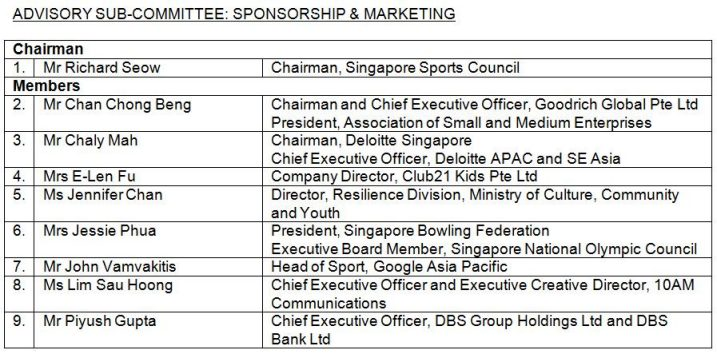 ADVISORY SUB-COMMITTEE: SPONSORSHIP & MARKETING
Chairman
1. Mr Richard Seow Chairman, Singapore Sports Council
Members
2. Mr Chan Chong Beng Chairman and Chief Executive Officer, Goodrich Global Pte Ltd
President, Association of Small and Medium Enterprises
3. Mr Chaly Mah Chairman, Deloitte Singapore
Chief Executive Officer, Deloitte APAC and SE Asia
4. Mrs E-Len Fu Company Director, Club21 Kids Pte Ltd
5. Ms Jennifer Chan Director, Resilience Division, Ministry of Culture, Community
and Youth
6. Mrs Jessie Phua President, Singapore Bowling Federation
Executive Board Member, Singapore National Olympic Council
7. Mr John Vamvakitis Head of Sport, Google Asia Pacific
8. Ms Lim Sau Hoong Chief Executive Officer and Executive Creative Director, 10AM
Communications
9. Mr Piyush Gupta Chief Executive Officer, DBS Group Holdings Ltd and DBS
Bank Ltd